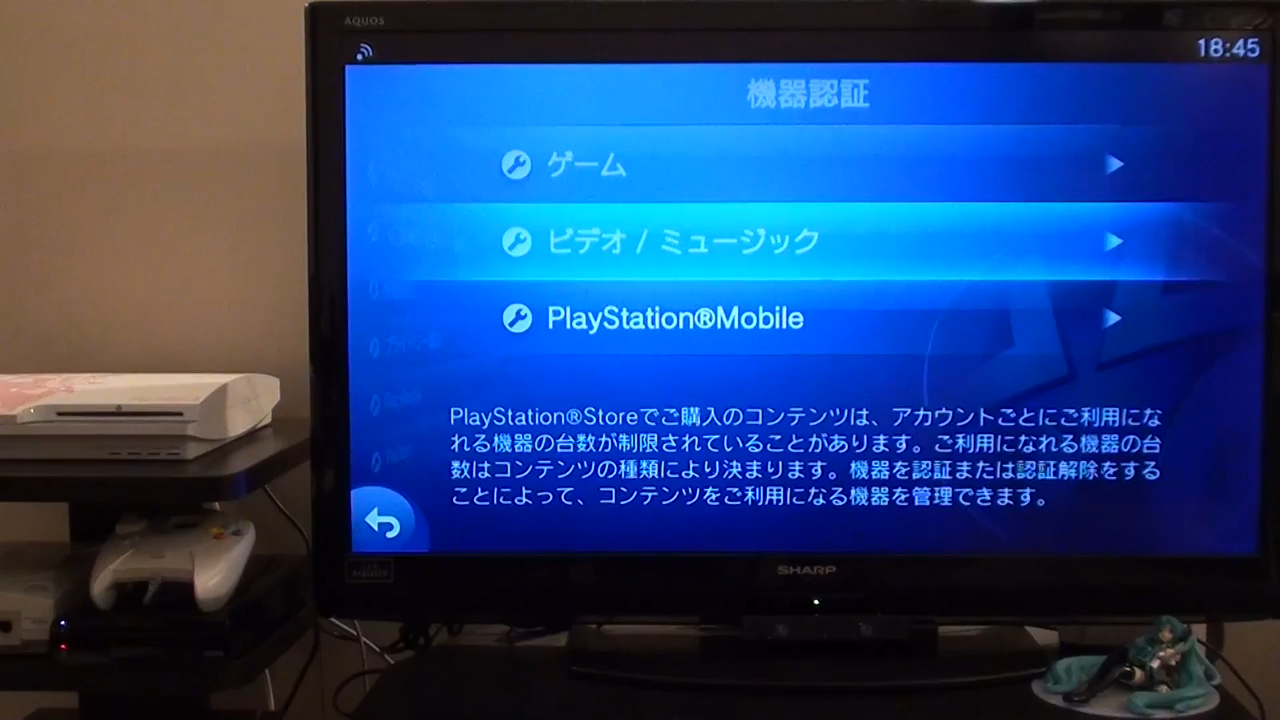 AQUOS
18:45
機器認証
ゲーム
ビデオ / ミュージック
PlayStation®Mobile
PlayStation®Storeでご購入のコンテンツは、アカウントごとにご利用にな
れる機器の台数が制限されていることがあります。ご利用になれる機器の台
数はコンテンツの種類により決まります。機器を認証または認証解除をする
ことによって、コンテンツをご利用になる機器を管理できます。
SHARP